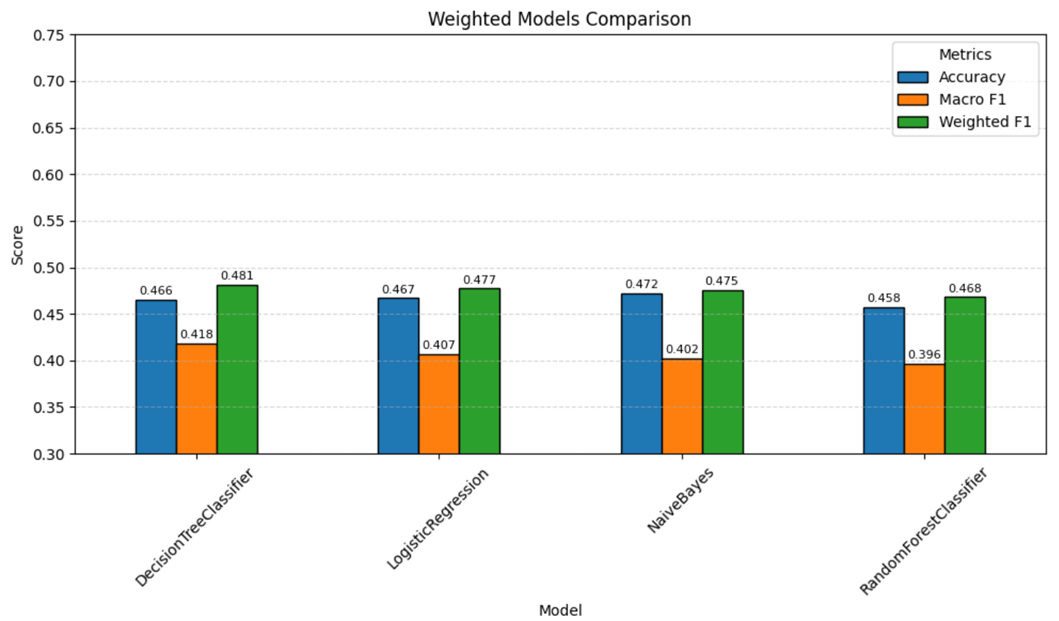 Weighted Models Comparison
Metrics
Accuracy
Macro F1
Weighted F1
Score
0.75
0.70
0.65
0.60
0.55
0.50
0.45
0.40
0.35
0.30
0.466
0.418
0.481
0.467
0.407
0.477
0.472
0.402
0.475
0.458
0.396
0.468
DecisionTreeClassifier
LogisticRegression
NaiveBayes
RandomForestClassifier
Model